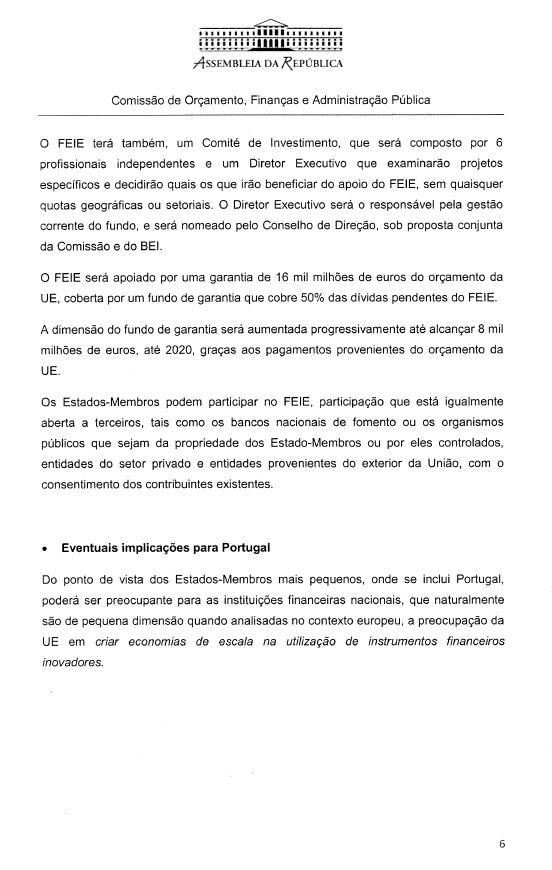 ASSEMBLEIA DA REPÚBLICA
Comissão de Orçamento, Finanças e Administração Pública
O FEIE terá também, um Comité de Investimento, que será composto por 6
profissionais independentes e um Diretor Executivo que examinarão projetos
específicos e decidirão quais os que irão beneficiar do apoio do FEIE, sem quaisquer
quotas geográficas ou setoriais. O Diretor Executivo será o responsável pela gestão
corrente do fundo, e será nomeado pelo Conselho de Direção, sob proposta conjunta
da Comissão e do BEI.
O FEIE será apoiado por uma garantia de 16 mil milhões de euros do orçamento da
UE, coberta por um fundo de garantia que cobre 50% das dívidas pendentes do FEIE.
A dimensão do fundo de garantia será aumentada progressivamente até alcançar 8 mil
milhões de euros, até 2020, graças aos pagamentos provenientes do orçamento da
UE.
Os Estados-Membros podem participar no FEIE, participação que está igualmente
aberta a terceiros, tais como os bancos nacionais de fomento ou os organismos
públicos que sejam da propriedade dos Estado-Membros ou por eles controlados,
entidades do setor privado e entidades provenientes do exterior da União, com o
consentimento dos contribuintes existentes.
• Eventuais implicações para Portugal
Do ponto de vista dos Estados-Membros mais pequenos, onde se inclui Portugal,
poderá ser preocupante para as instituições financeiras nacionais, que naturalmente
são de pequena dimensão quando analisadas no contexto europeu, a preocupação da
UE em criar economias de escala na utilização de instrumentos financeiros
inovadores.
6